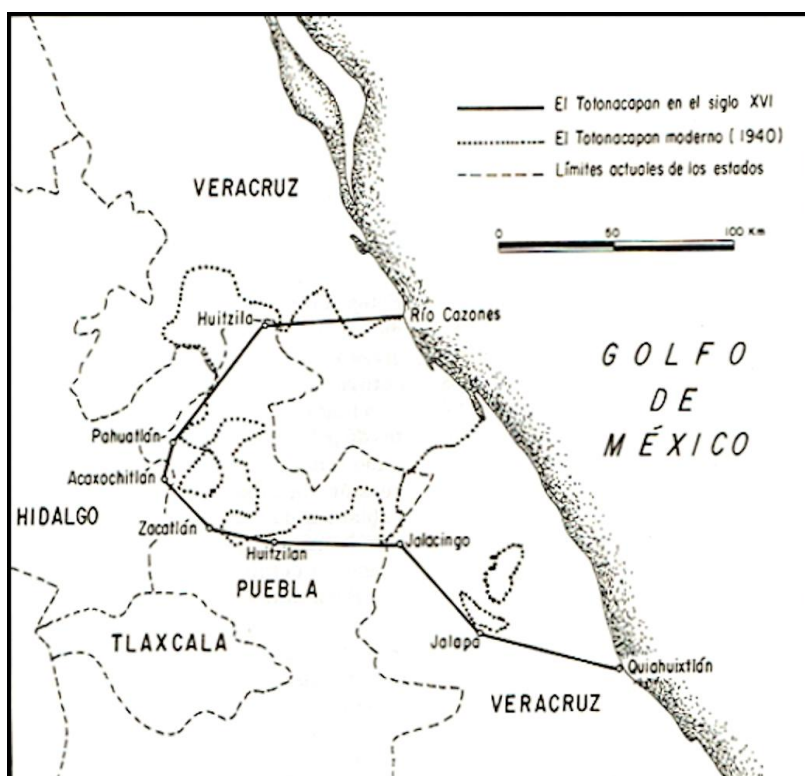 El Totonacapan en el siglo XVI
El Totonacapan moderno (1940)
Límites actuales de los estados
VERACRUZ
0 50 100 Km
Huitzila
Río Cazones
GOLFO
DE
MÉXICO
Pahuatlán
Acaxochitlán
HIDALGO
Zacatlán
Huitzilan
Jalacingo
PUEBLA
TLAXCALA
Jalapa
Quiahuixtlán
VERACRUZ